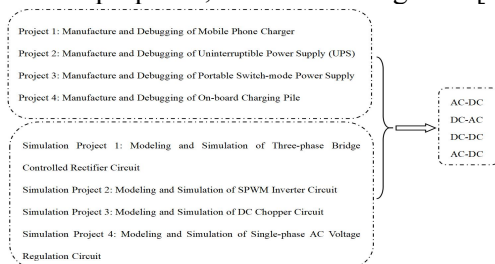 Project 1: Manufacture and Debugging of Mobile Phone Charger
Project 2: Manufacture and Debugging of Uninterruptible Power Supply (UPS)
Project 3: Manufacture and Debugging of Portable Switch-mode Power Supply
Project 4: Manufacture and Debugging of On-board Charging Pile
Simulation Project 1: Modeling and Simulation of Three-phase Bridge
Controlled Rectifier Circuit
Simulation Project 2: Modeling and Simulation of SPWM Inverter Circuit
Simulation Project 3: Modeling and Simulation of DC Chopper Circuit
Simulation Project 4: Modeling and Simulation of Single-phase AC Voltage
Regulation Circuit
AC-DC
DC-AC
DC-DC
AC-DC